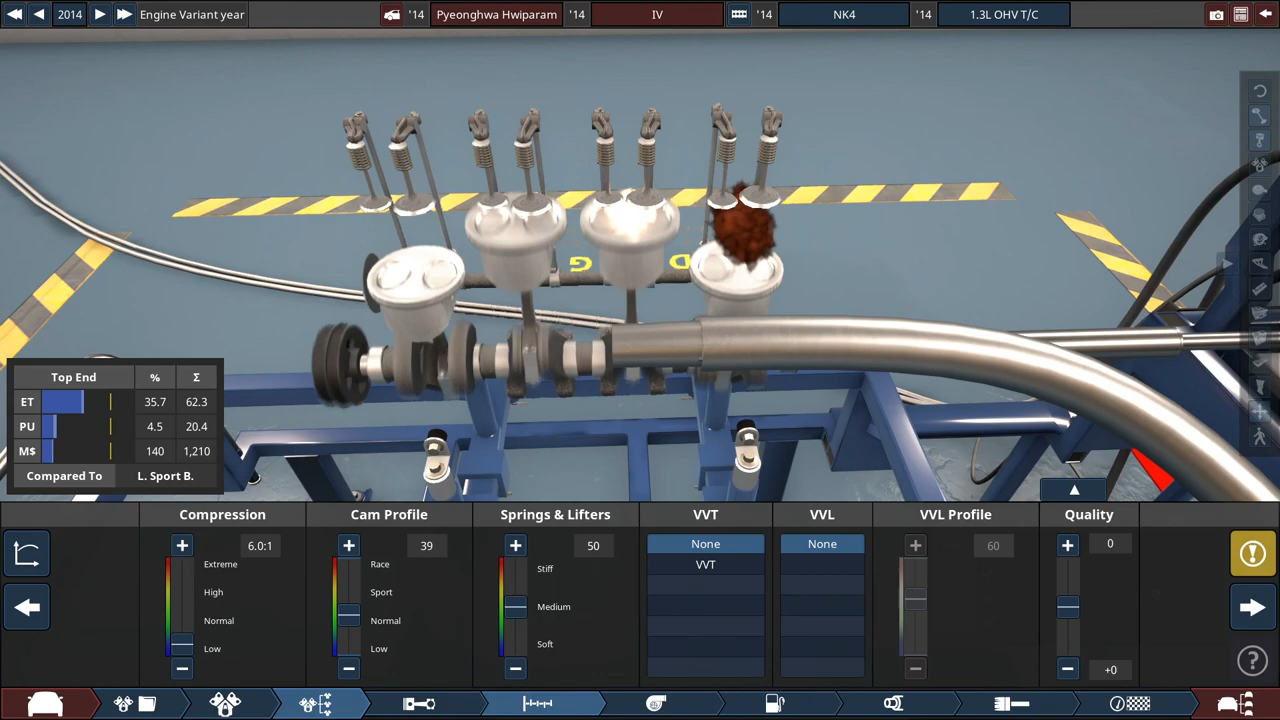 2014 Engine Variant year '14 Pyeonghwa Hwiparam '14 IV '14 NK4 '14 1.3L OHV T/C
G D
Top End % Σ
ET 35.7 62.3
PU 4.5 20.4
M$ 140 1,210
Compared To L. Sport B.
Compression Cam Profile Springs & Lifters VVT VVL VVL Profile Quality
6.0:1 39 50 None None 60 0
Extreme Race Stiff VVT
High Sport
Normal Normal Medium
Low Low Soft
+0